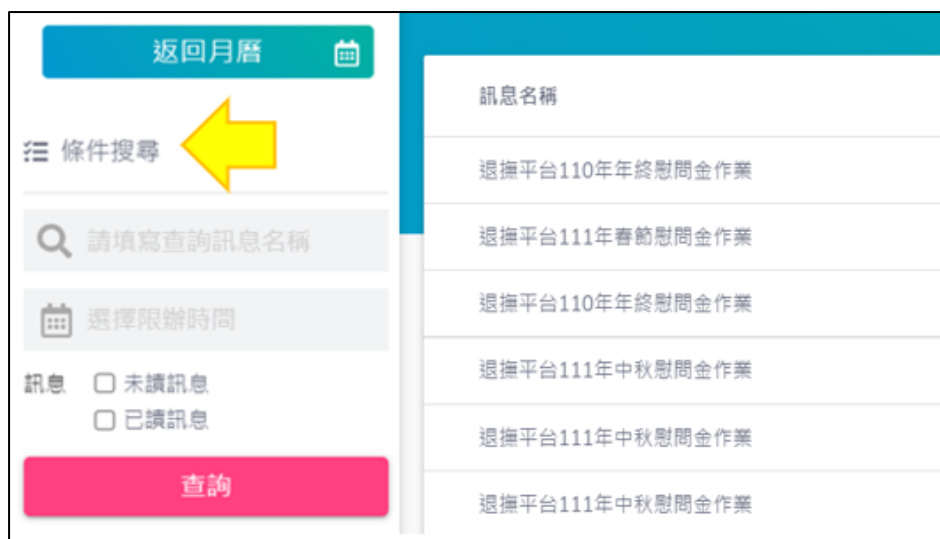 返回月曆
條件搜尋
請填寫查詢訊息名稱
選擇限辦時間
訊息 未讀訊息
已讀訊息
查詢
訊息名稱
退撫平台110年年終慰問金作業
退撫平台111年春節慰問金作業
退撫平台110年年終慰問金作業
退撫平台111年中秋慰問金作業
退撫平台111年中秋慰問金作業
退撫平台111年中秋慰問金作業